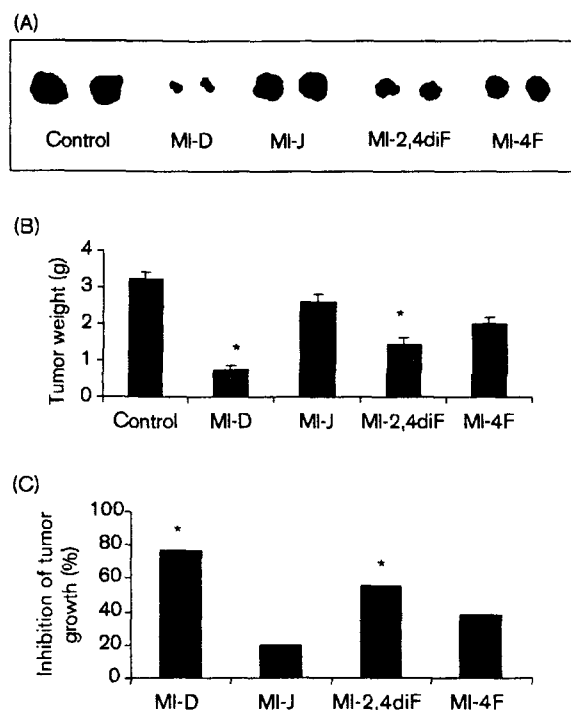 (A)
Control MI-D MI-J MI-2,4diF MI-4F
(B)
Tumor weight (g)
4
3
2
1
0
*
*
Control MI-D MI-J MI-2,4diF MI-4F
(C)
Inhibition of tumor
growth (%)
100
80
60
40
20
0
*
*
MI-D MI-J MI-2,4diF MI-4F